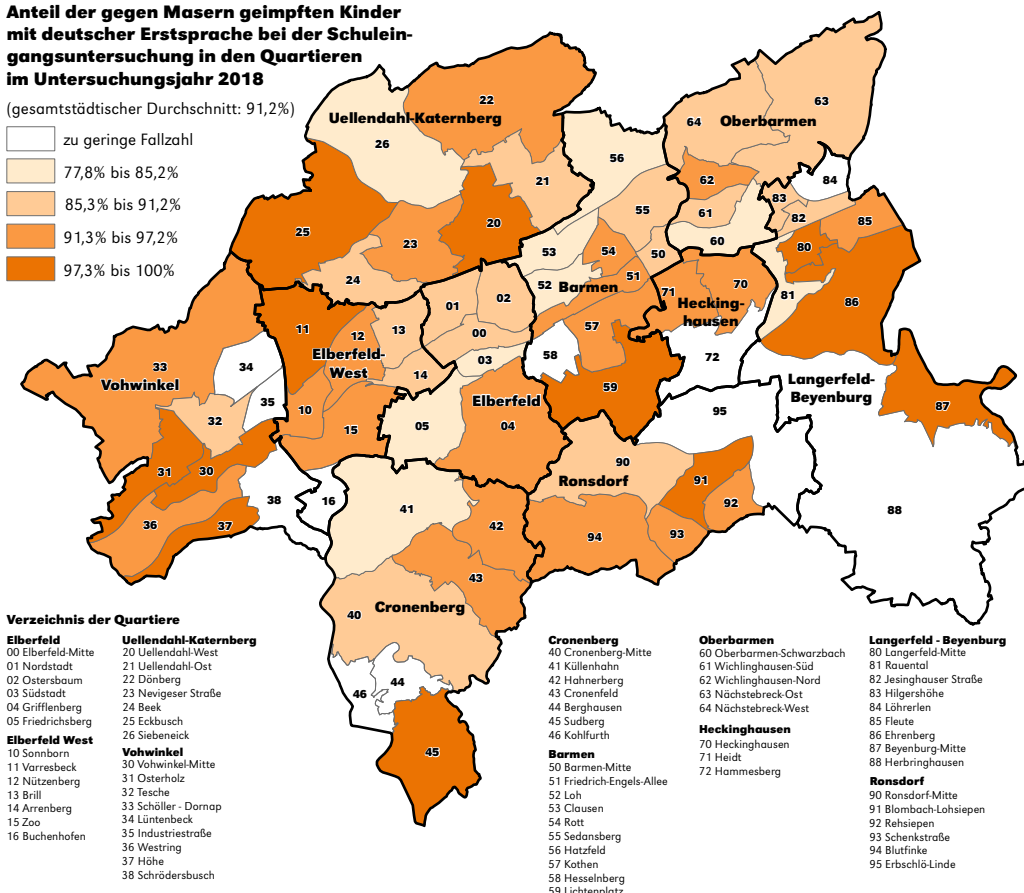 Anteil der gegen Masern geimpften Kinder
mit deutscher Erstsprache bei der Schulein-
gangsuntersuchung in den Quartieren
im Untersuchungsjahr 2018
(gesamtstädtischer Durchschnitt: 91,2%)
zu geringe Fallzahl
77,8% bis 85,2%
85,3% bis 91,2%
91,3% bis 97,2%
97,3% bis 100%
Uellendahl-Katernberg
22
26
21
25
23
20
24
Oberbarmen
63
64
62
61
60
Barmen
56
55
53
54
50
52
51
57
58
59
Hecking-
hausen
71
70
72
Langerfeld-
Beyenburg
84
83
82
85
80
81
86
87
88
Elberfeld-
West
11
12
13
14
10
15
16
Elberfeld
01
02
00
03
05
04
Vohwinkel
33
34
35
32
31
30
38
36
37
Ronsdorf
95
90
91
92
93
94
Cronenberg
41
42
43
40
44
46
45
Verzeichnis der Quartiere
Elberfeld
00 Elberfeld-Mitte
01 Nordstadt
02 Ostersbaum
03 Südstadt
04 Grifflenberg
05 Friedrichsberg
Elberfeld West
10 Sonnborn
11 Varresbeck
12 Nützenberg
13 Brill
14 Arrenberg
15 Zoo
16 Buchenhofen
Uellendahl-Katernberg
20 Uellendahl-West
21 Uellendahl-Ost
22 Dönberg
23 Nevigeser Straße
24 Beek
25 Eckbusch
26 Siebeneick
Vohwinkel
30 Vohwinkel-Mitte
31 Osterholz
32 Tesche
33 Schöller - Dornap
34 Lüntenbeck
35 Industriestraße
36 Westring
37 Höhe
38 Schrödersbusch
Cronenberg
40 Cronenberg-Mitte
41 Küllenhahn
42 Hahnerberg
43 Cronenfeld
44 Berghausen
45 Sudberg
46 Kohlfurth
Barmen
50 Barmen-Mitte
51 Friedrich-Engels-Allee
52 Loh
53 Clausen
54 Rott
55 Sedansberg
56 Hatzfeld
57 Kothen
58 Hesselnberg
59 Lichtenplatz
Oberbarmen
60 Oberbarmen-Schwarzbach
61 Wichlinghausen-Süd
62 Wichlinghausen-Nord
63 Nächstebreck-Ost
64 Nächstebreck-West
Heckinghausen
70 Heckinghausen
71 Heidt
72 Hammesberg
Langerfeld - Beyenburg
80 Langerfeld-Mitte
81 Rauental
82 Jesinghauser Straße
83 Hilgershöhe
84 Löhrerlen
85 Fleute
86 Ehrenberg
87 Beyenburg-Mitte
88 Herbringhausen
Ronsdorf
90 Ronsdorf-Mitte
91 Blombach-Lohsiepen
92 Rehsiepen
93 Schenkstraße
94 Blutfinke
95 Erbschlö-Linde